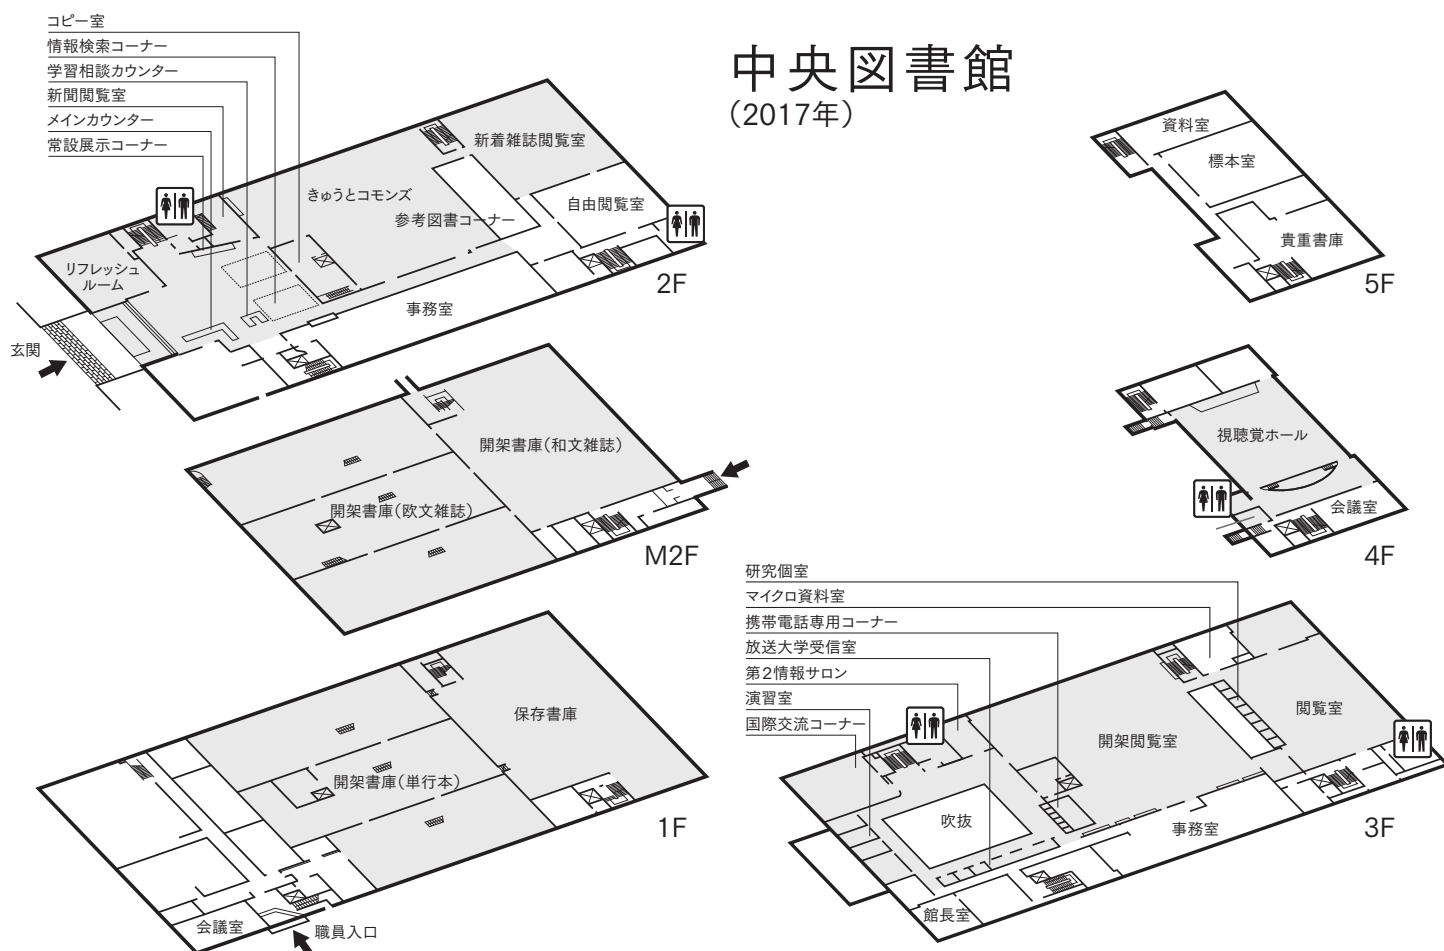 中央図書館
(2017年)
コピー室
情報検索コーナー
学習相談カウンター
新聞閲覧室
メインカウンター
常設展示コーナー
新着雑誌閲覧室
きゅうとコモンズ
参考図書コーナー
自由閲覧室
リフレッシュ
ルーム
事務室
玄関
2F
開架書庫(和文雑誌)
開架書庫(欧文雑誌)
M2F
保存書庫
開架書庫(単行本)
1F
会議室
職員入口
資料室
標本室
貴重書庫
5F
視聴覚ホール
会議室
4F
研究個室
マイクロ資料室
携帯電話専用コーナー
放送大学受信室
第2情報サロン
演習室
国際交流コーナー
閲覧室
開架閲覧室
吹抜
事務室
3F
館長室